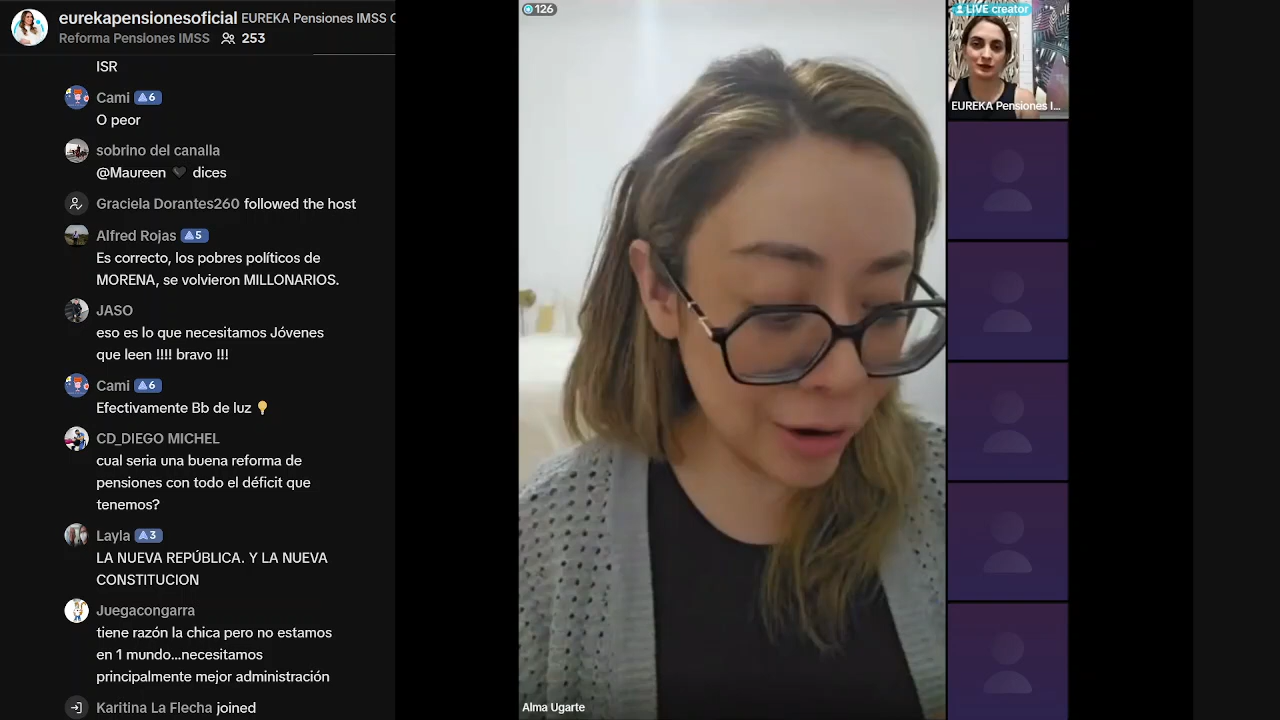 eurekapensionesoficial EUREKA Pensiones IMSS
Reforma Pensiones IMSS 253
ISR
Cami 6
O peor
sobrino del canalla
@Maureen 🖤 dices
Graciela Dorantes260 followed the host
Alfred Rojas 5
Es correcto, los pobres políticos de
MORENA, se volvieron MILLONARIOS.
JASO
eso es lo que necesitamos Jóvenes
que leen !!!! bravo !!!
Cami 6
Efectivamente Bb de luz 💡
CD_DIEGO MICHEL
cual seria una buena reforma de
pensiones con todo el déficit que
tenemos?
Layla 3
LA NUEVA REPÚBLICA. Y LA NUEVA
CONSTITUCION
Juegacongarra
tiene razón la chica pero no estamos
en 1 mundo...necesitamos
principalmente mejor administración
Karitina La Flecha joined
126
Alma Ugarte
LIVE creator
EUREKA Pensiones I...